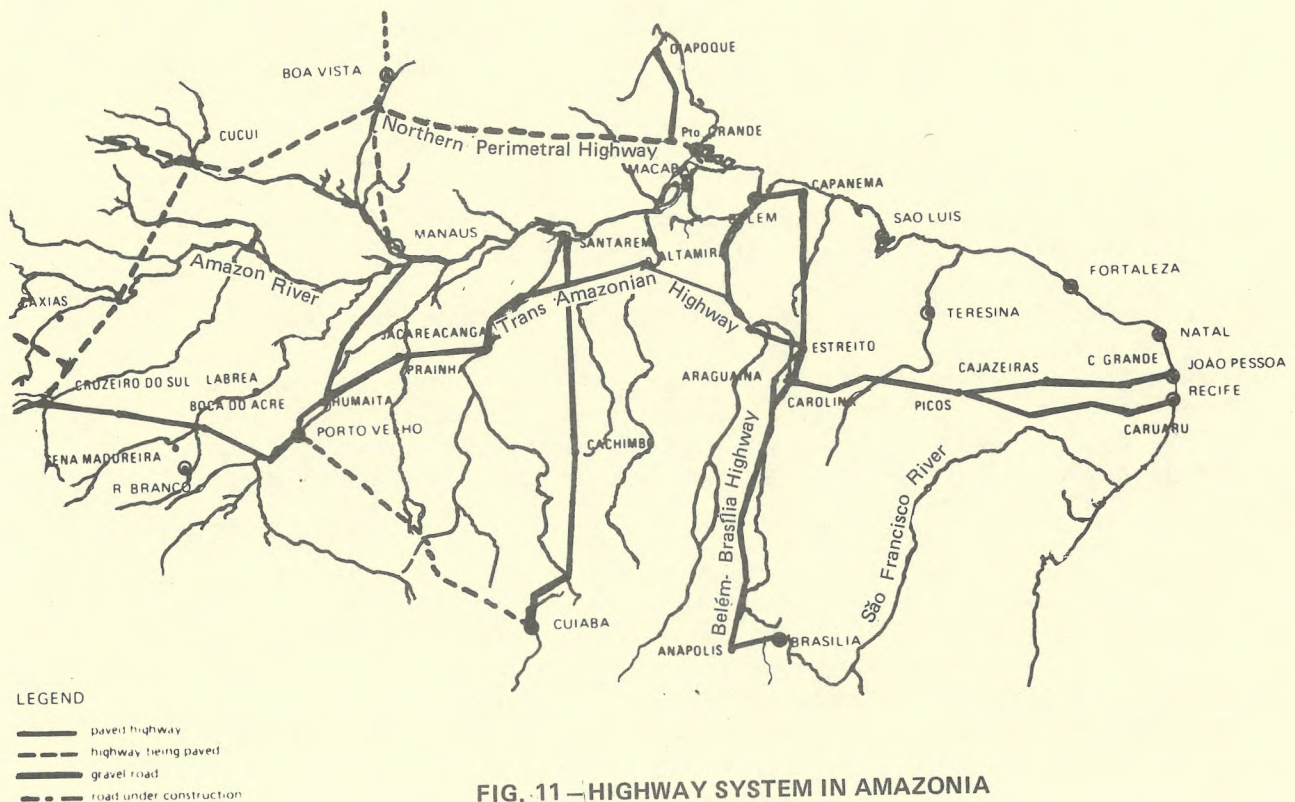 OIAPOQUE
BOA VISTA
CUCUI
Northern Perimetral Highway
Pto. GRANDE
MACAPA
CAPANEMA
BELEM
SAO LUIS
MANAUS
SANTAREM
ALTAMIRA
Amazon River
FORTALEZA
CAXIAS
Trans Amazonian Highway
TERESINA
NATAL
JACAREACANGA
ESTREITO
C GRANDE
JOÃO PESSOA
CAJAZEIRAS
CRUZEIRO DO SUL
LABREA
PRAINHA
ARAGUAINA
RECIFE
BOCA DO ACRE
HUMAITA
CAROLINA
PICOS
CARUARU
PORTO VELHO
SENA MADUREIRA
CACHIMBO
R BRANCO
Belém-Brasília Highway
São Francisco River
CUIABA
ANAPOLIS
BRASILIA
LEGEND
paved highway
highway being paved
gravel road
road under construction
FIG. 11—HIGHWAY SYSTEM IN AMAZONIA